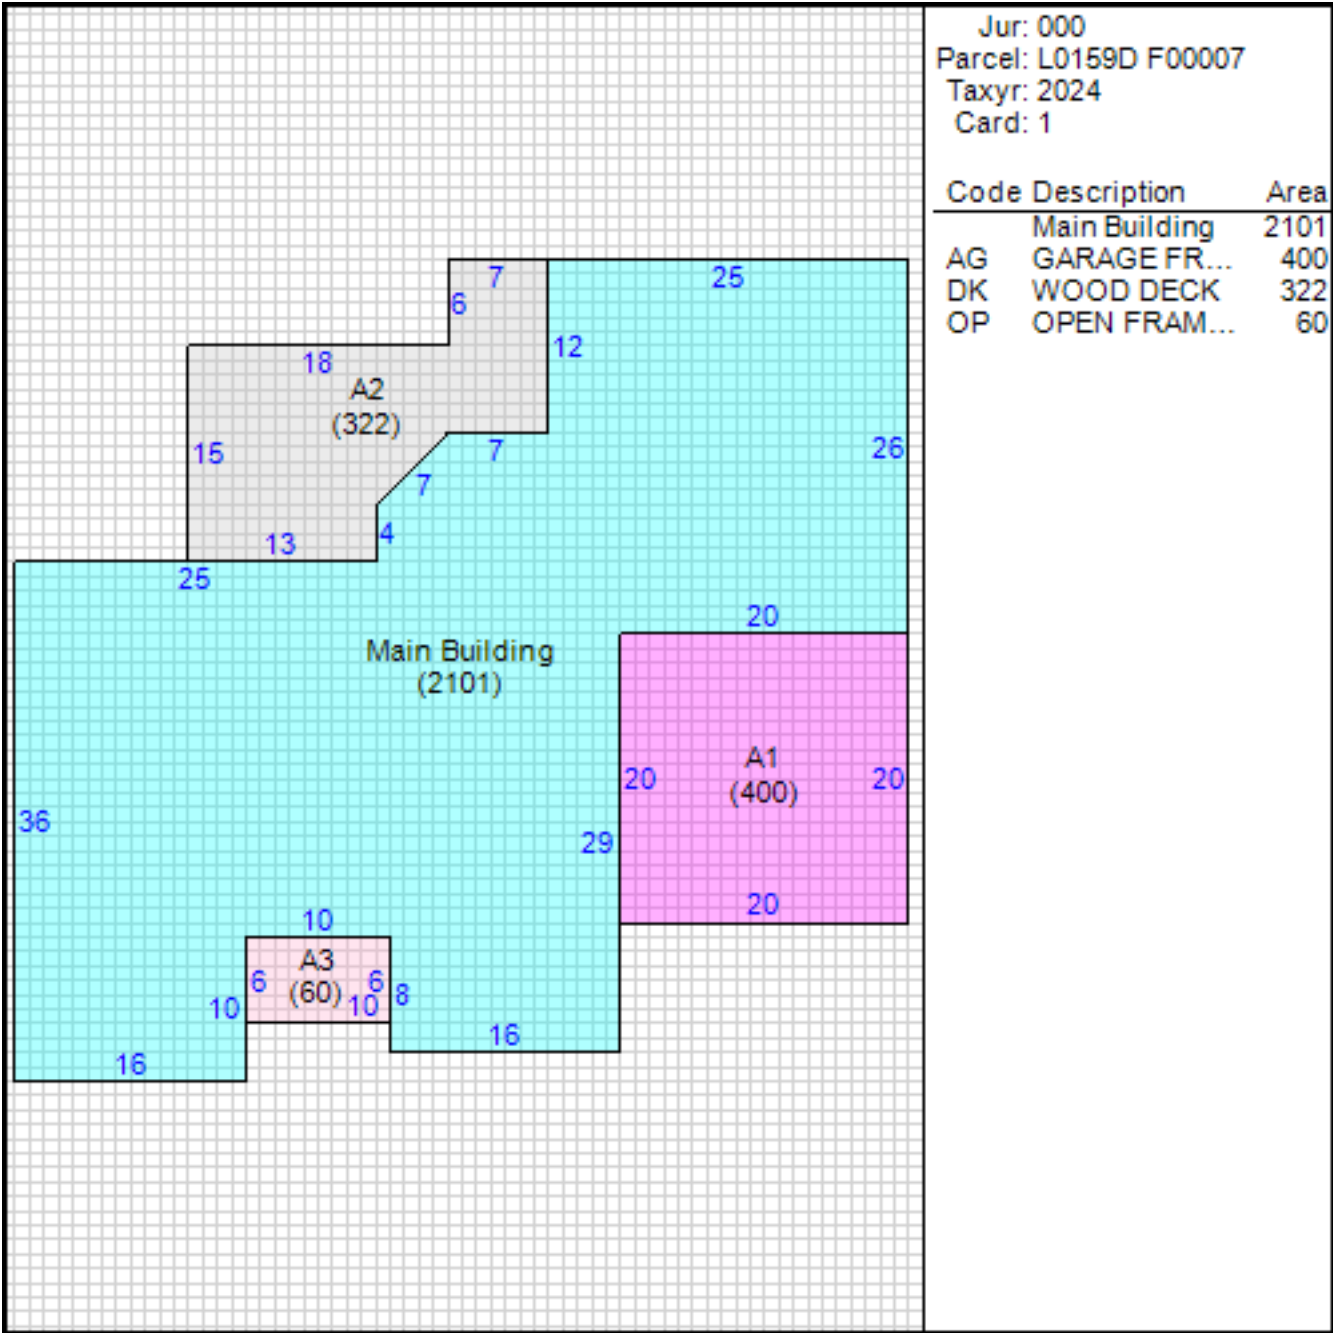 Jur: 000
Parcel: L0159D F00007
Taxyr: 2024
Card: 1
Code Description Area
Main Building 2101
AG GARAGE FR... 400
DK WOOD DECK 322
OP OPEN FRAM... 60
7
25
6
12
18
A2
(322)
15
7
26
7
4
13
25
20
Main Building
(2101)
A1
(400)
20
20
36
29
20
10
A3
(60)
6
6
10
10
8
16
16